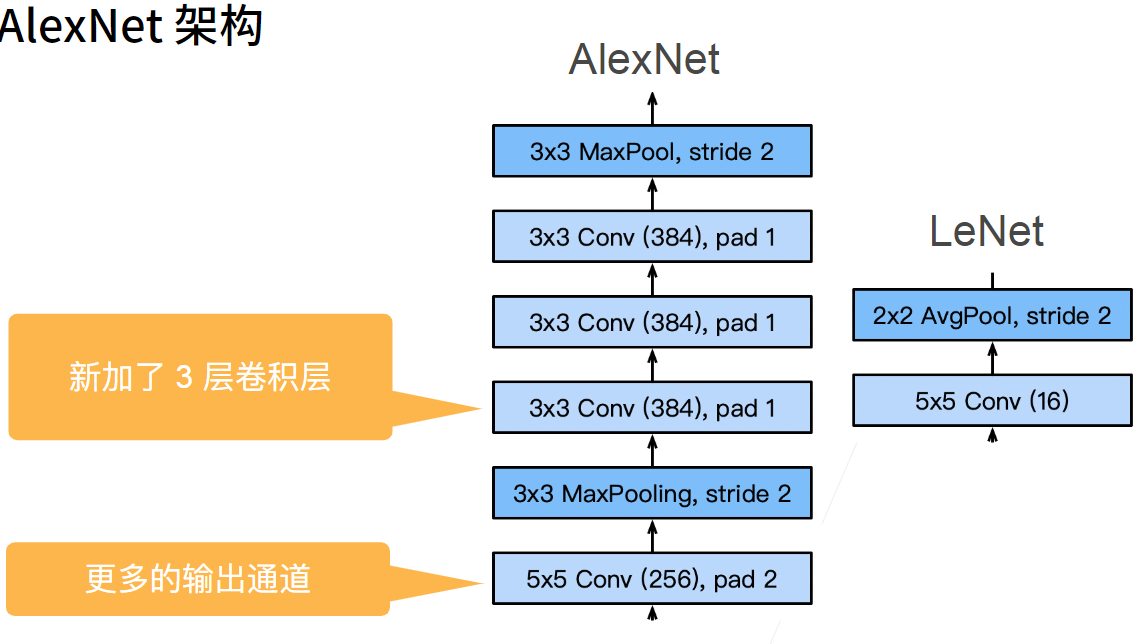 AlexNet 架构
AlexNet
3x3 MaxPool, stride 2
3x3 Conv (384), pad 1
3x3 Conv (384), pad 1
3x3 Conv (384), pad 1
3x3 MaxPooling, stride 2
5x5 Conv (256), pad 2
新加了 3 层卷积层
更多的输出通道
LeNet
2x2 AvgPool, stride 2
5x5 Conv (16)